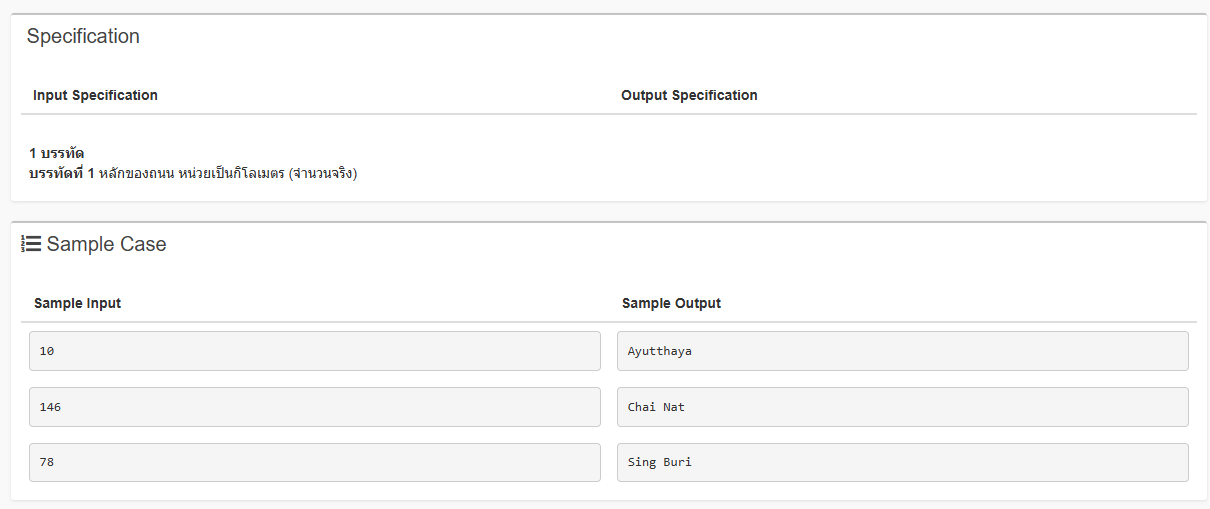 Specification
Input Specification
Output Specification
1 บรรทัด
บรรทัดที่ 1 หลักของถนน หน่วยเป็นกิโลเมตร (จำนวนจริง)
Sample Case
Sample Input
Sample Output
10
Ayutthaya
146
Chai Nat
78
Sing Buri